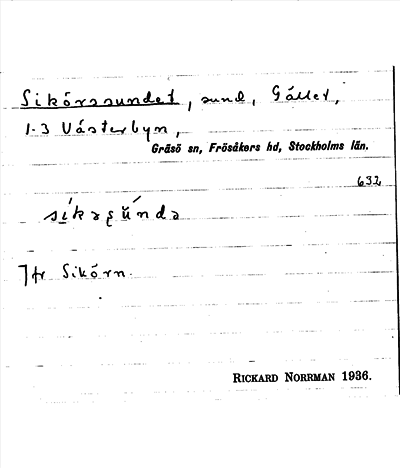 Sikörssundet, sund, Gället,
1-3 Västerbyn,
Gräsö sn, Frösåkers hd, Stockholms län.
632
Jfr Sikörn.
RICKARD NORRMAN 1936.